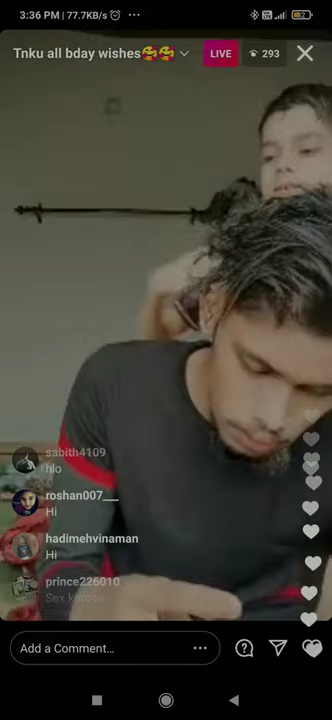 3:36 PM | 77.7KB/s
Tnku all bday wishes🥰🥰
LIVE
293
sabith4109
hlo
roshan007___
Hi
hadimehvinaman
Hi
prince226010
Add a Comment…